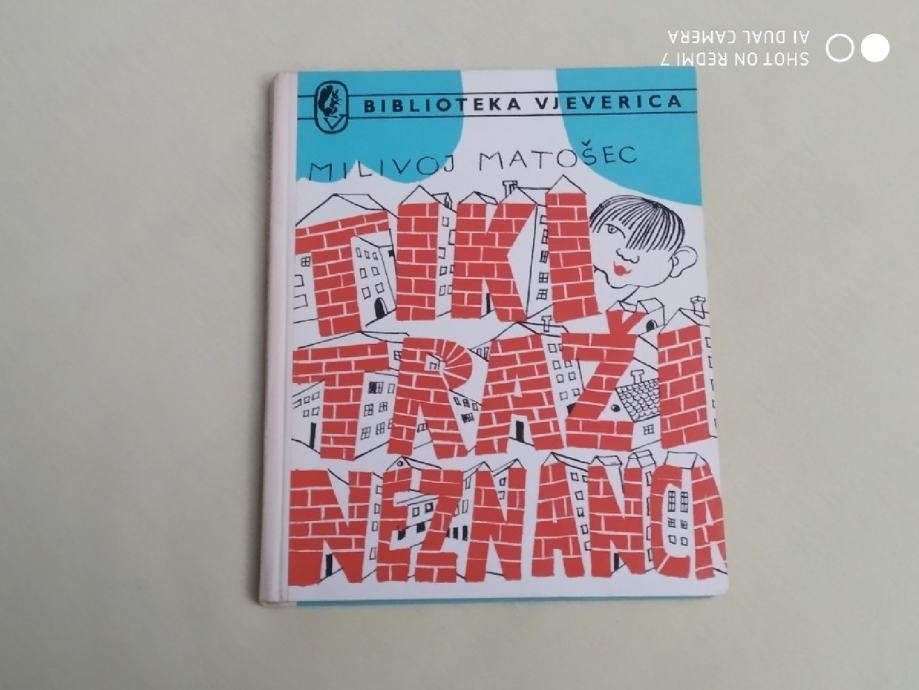 SHOT ON REDMI 7
AI DUAL CAMERA
BIBLIOTEKA VJEVERICA
MILIVOJ MATOŠEC
TIKI
TRAŽI
NEZNANCA